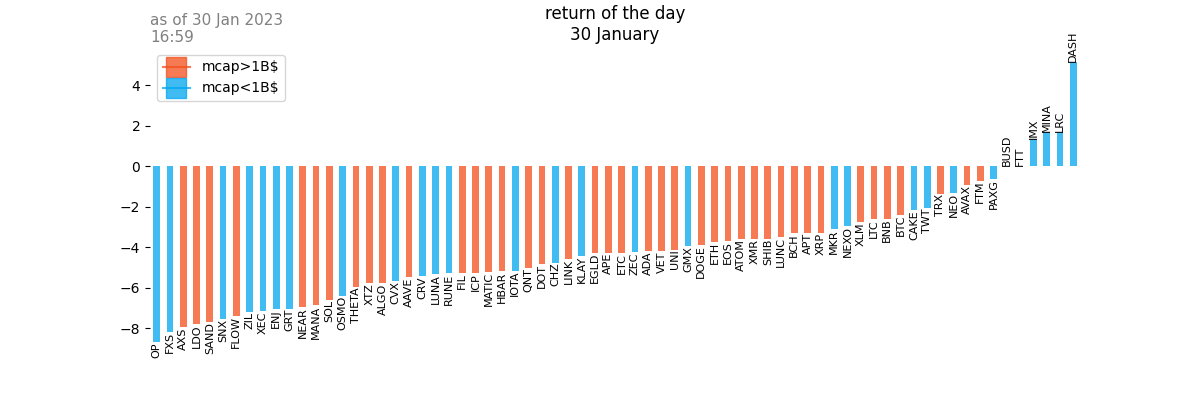 as of 30 Jan 2023
16:59
return of the day
30 January
mcap>1B$
mcap<1B$
4
2
0
−2
−4
−6
−8
OP
FXS
AXS
LDO
SAND
SNX
FLOW
ZIL
XEC
ENJ
GRT
NEAR
MANA
SOL
OSMO
THETA
XTZ
ALGO
CVX
AAVE
CRV
LUNA
RUNE
FIL
ICP
MATIC
HBAR
IOTA
QNT
DOT
CHZ
LINK
KLAY
EGLD
APE
ETC
ZEC
ADA
VET
UNI
GMX
DOGE
ETH
EOS
ATOM
XMR
SHIB
LUNC
BCH
APT
XRP
MKR
NEXO
XLM
LTC
BNB
BTC
CAKE
TWT
TRX
NEO
AVAX
FTM
PAXG
BUSD
FTT
IMX
MINA
LRC
DASH